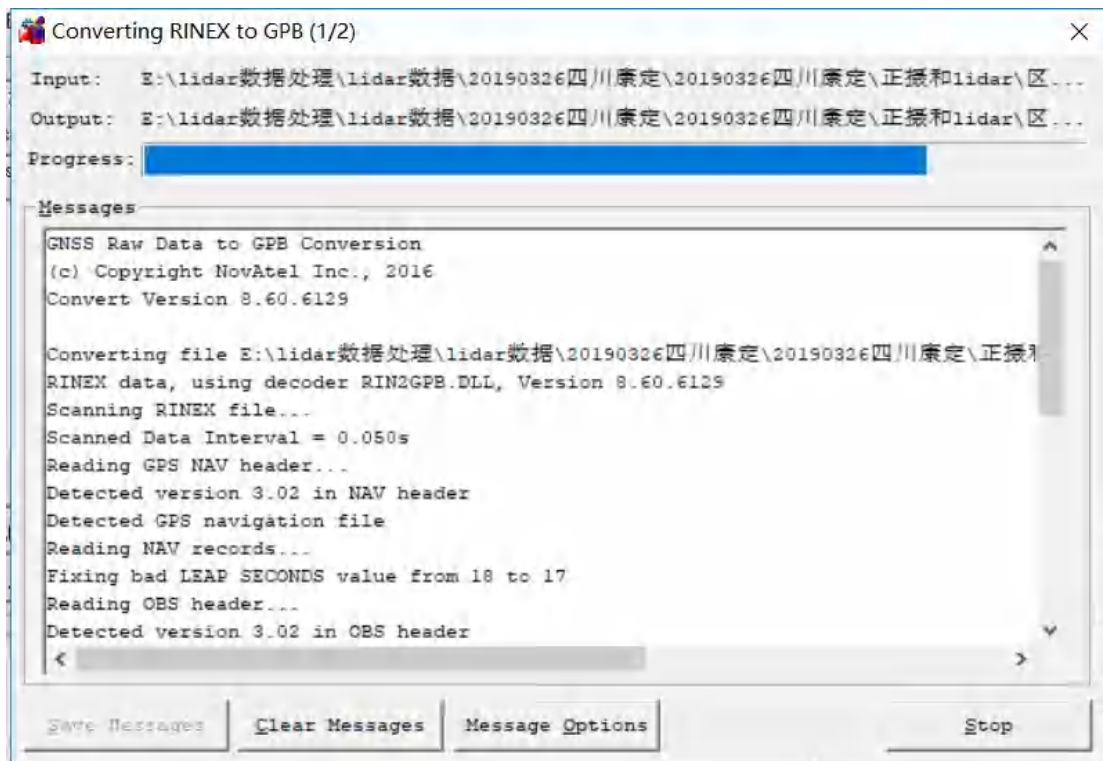 Converting RINEX to GPB (1/2)
Input: E:\lidar数据处理\lidar数据\20190326四川康定\20190326四川康定\正摄和lidar\区...
Output: E:\lidar数据处理\lidar数据\20190326四川康定\20190326四川康定\正摄和lidar\区...
Progress:
Messages
GNSS Raw Data to GPB Conversion
(c) Copyright NovAtel Inc., 2016
Convert Version 8.60.6129
Converting file E:\lidar数据处理\lidar数据\20190326四川康定\20190326四川康定\正摄
RINEX data, using decoder RIN2GPB.DLL, Version 8.60.6129
Scanning RINEX file...
Scanned Data Interval = 0.050s
Reading GPS NAV header...
Detected version 3.02 in NAV header
Detected GPS navigation file
Reading NAV records...
Fixing bad LEAP SECONDS value from 18 to 17
Reading OBS header...
Detected version 3.02 in OBS header
Save Messages Clear Messages Message Options Stop